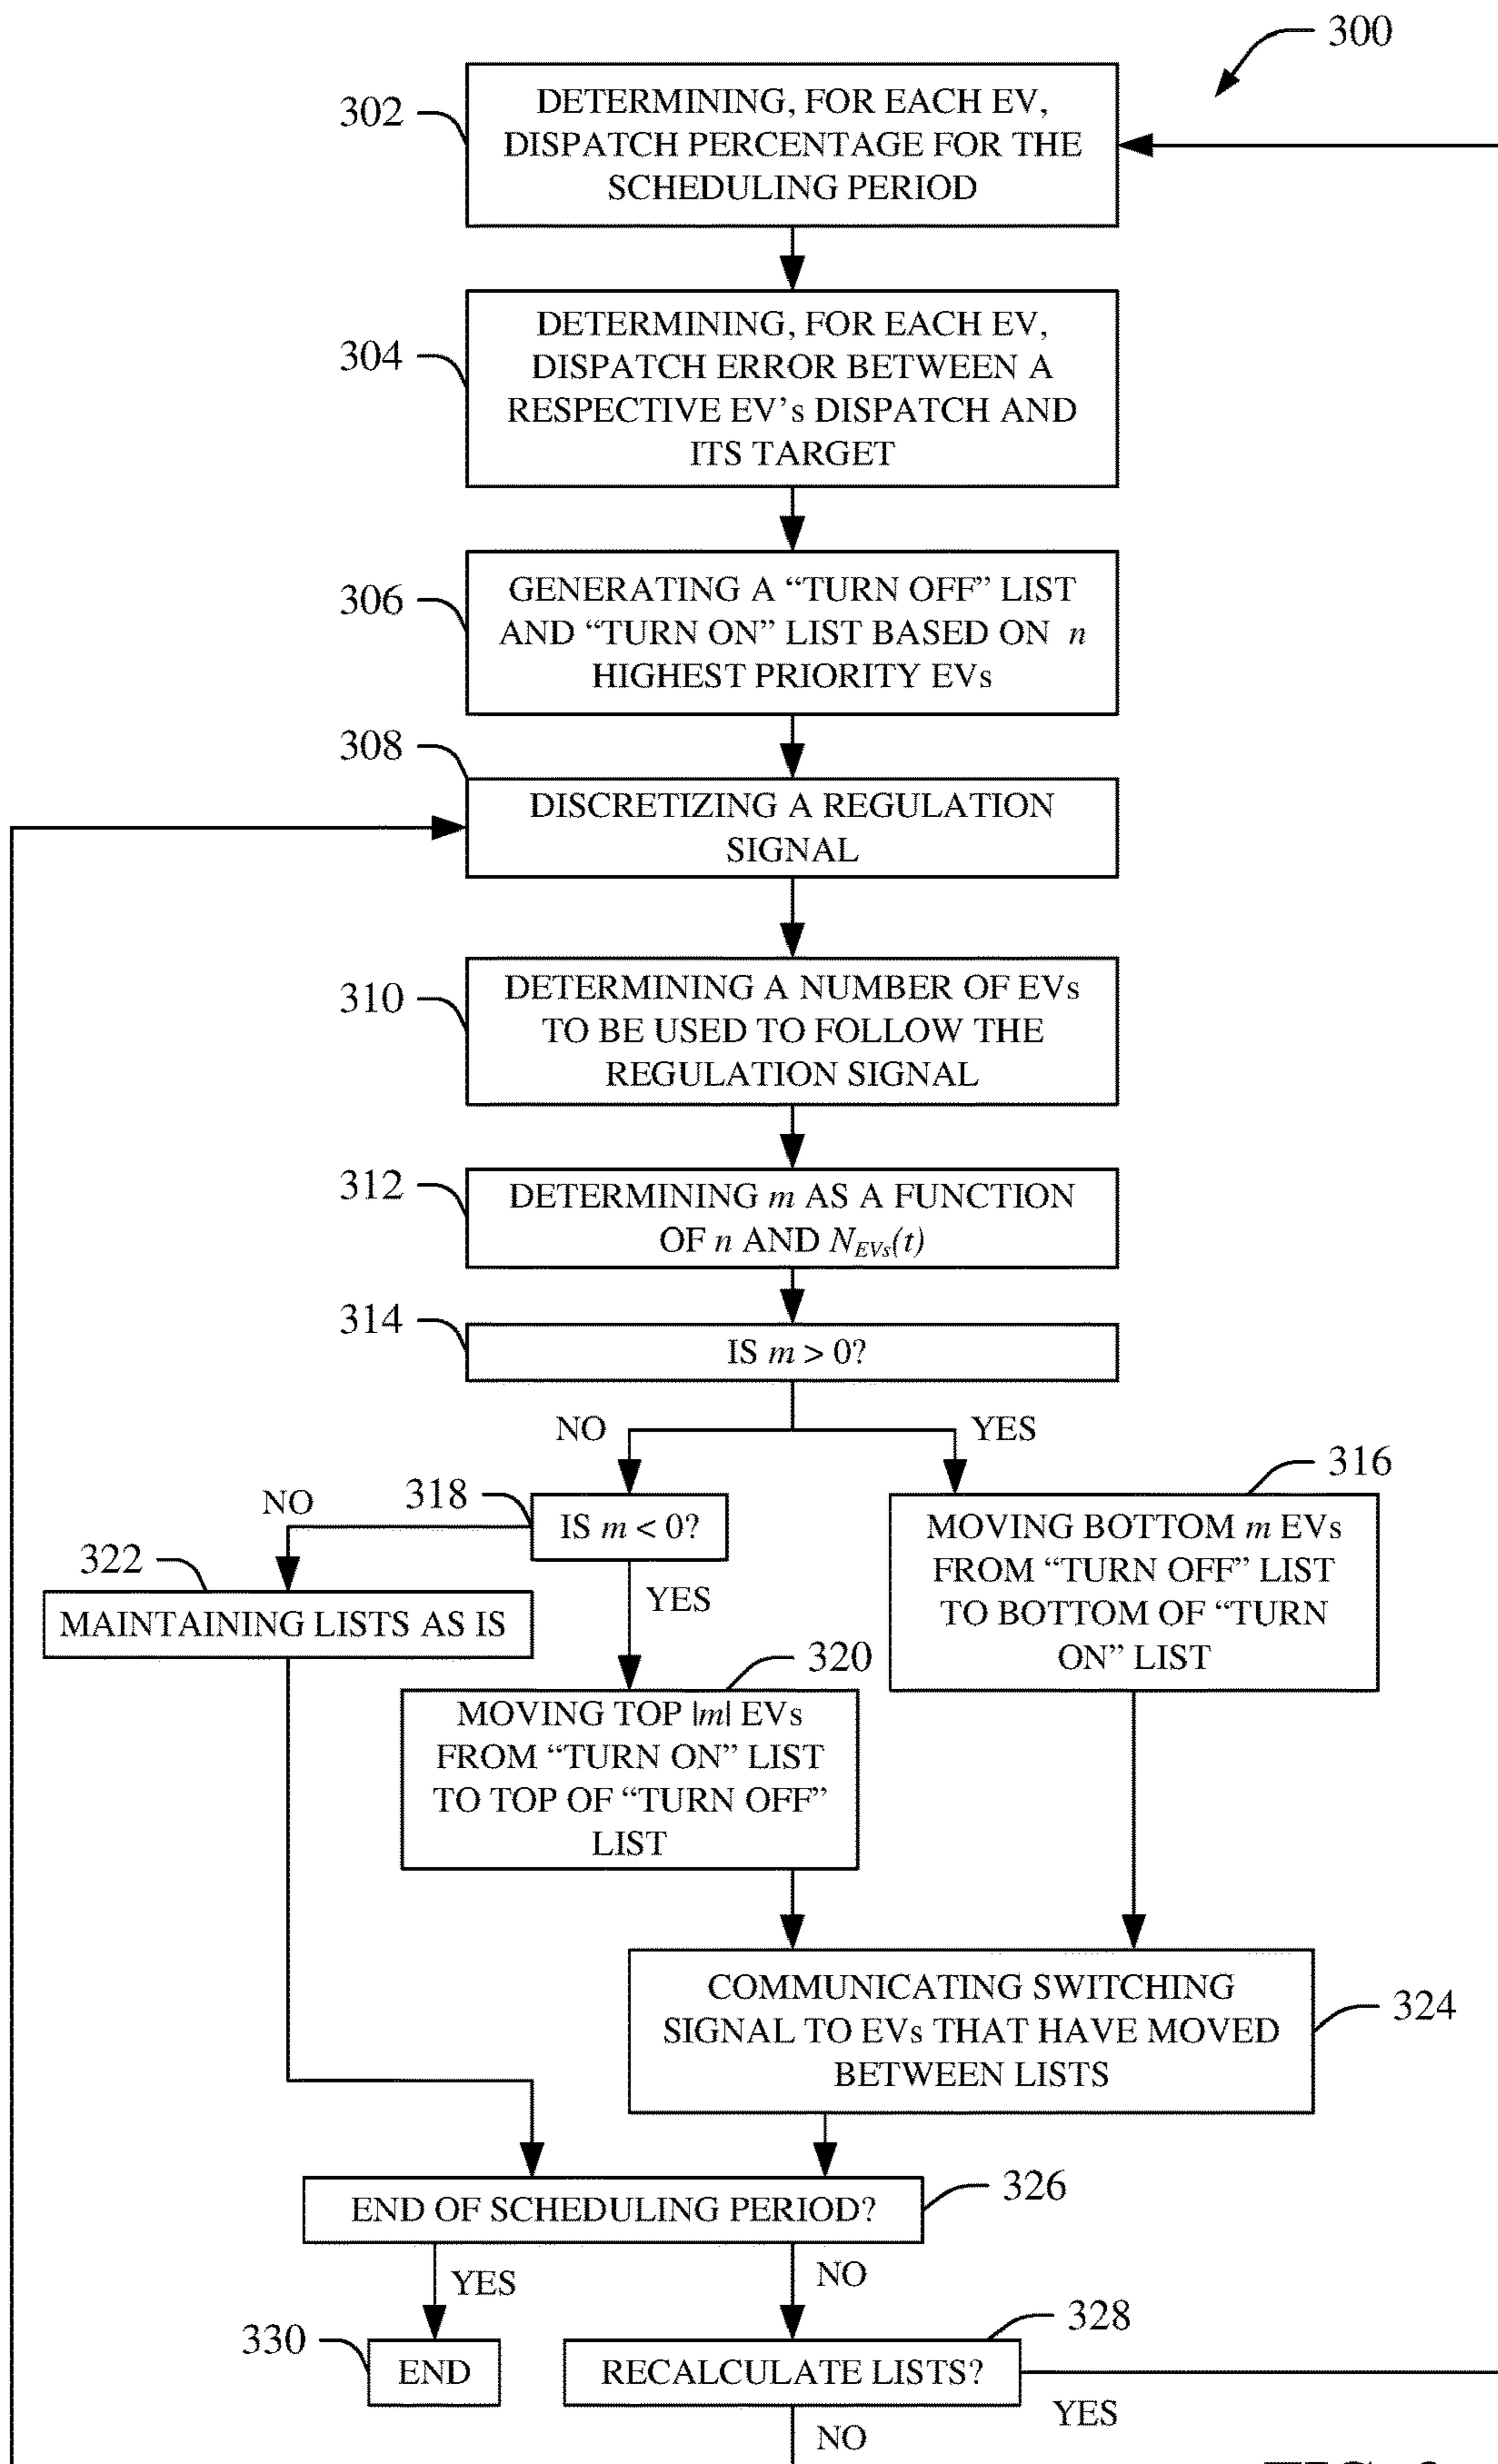 300
302
DETERMINING, FOR EACH EV,
DISPATCH PERCENTAGE FOR THE
SCHEDULING PERIOD
304
DETERMINING, FOR EACH EV,
DISPATCH ERROR BETWEEN A
RESPECTIVE EV’s DISPATCH AND
ITS TARGET
306
GENERATING A “TURN OFF” LIST
AND “TURN ON” LIST BASED ON n
HIGHEST PRIORITY EVs
308
DISCRETIZING A REGULATION
SIGNAL
310
DETERMINING A NUMBER OF EVs
TO BE USED TO FOLLOW THE
REGULATION SIGNAL
312
DETERMINING m AS A FUNCTION
OF n AND N_EVs(t)
314
IS m > 0?
NO
YES
318
IS m < 0?
316
MOVING BOTTOM m EVs
FROM “TURN OFF” LIST
TO BOTTOM OF “TURN
ON” LIST
NO
YES
322
MAINTAINING LISTS AS IS
320
MOVING TOP |m| EVs
FROM “TURN ON” LIST
TO TOP OF “TURN OFF”
LIST
COMMUNICATING SWITCHING
SIGNAL TO EVs THAT HAVE MOVED
BETWEEN LISTS
324
END OF SCHEDULING PERIOD?
326
YES
NO
330
END
328
RECALCULATE LISTS?
YES
NO